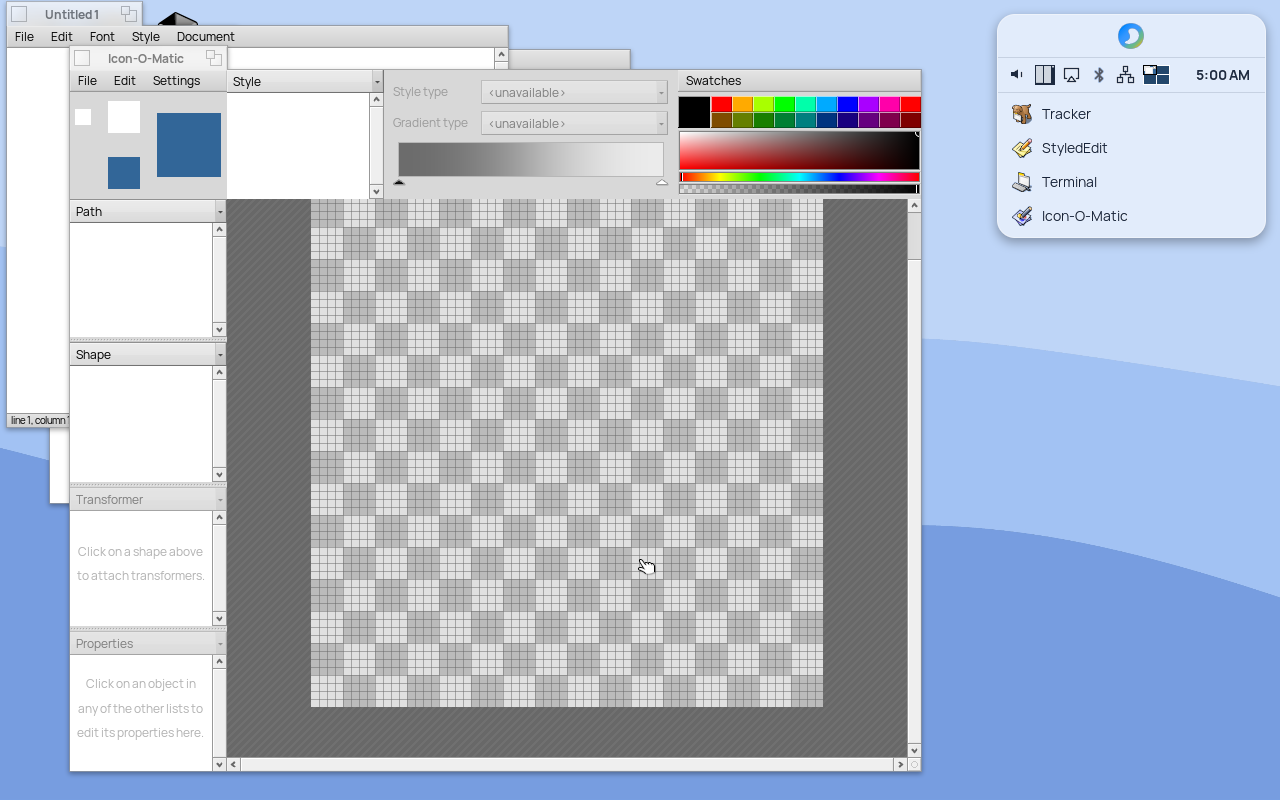 Untitled 1
File Edit Font Style Document
Icon-O-Matic
File Edit Settings
Style
Style type
<unavailable>
Gradient type
<unavailable>
Swatches
Path
Shape
Transformer
Click on a shape above
to attach transformers.
Properties
Click on an object in
any of the other lists to
edit its properties here.
line 1, column
5:00 AM
Tracker
StyledEdit
Terminal
Icon-O-Matic